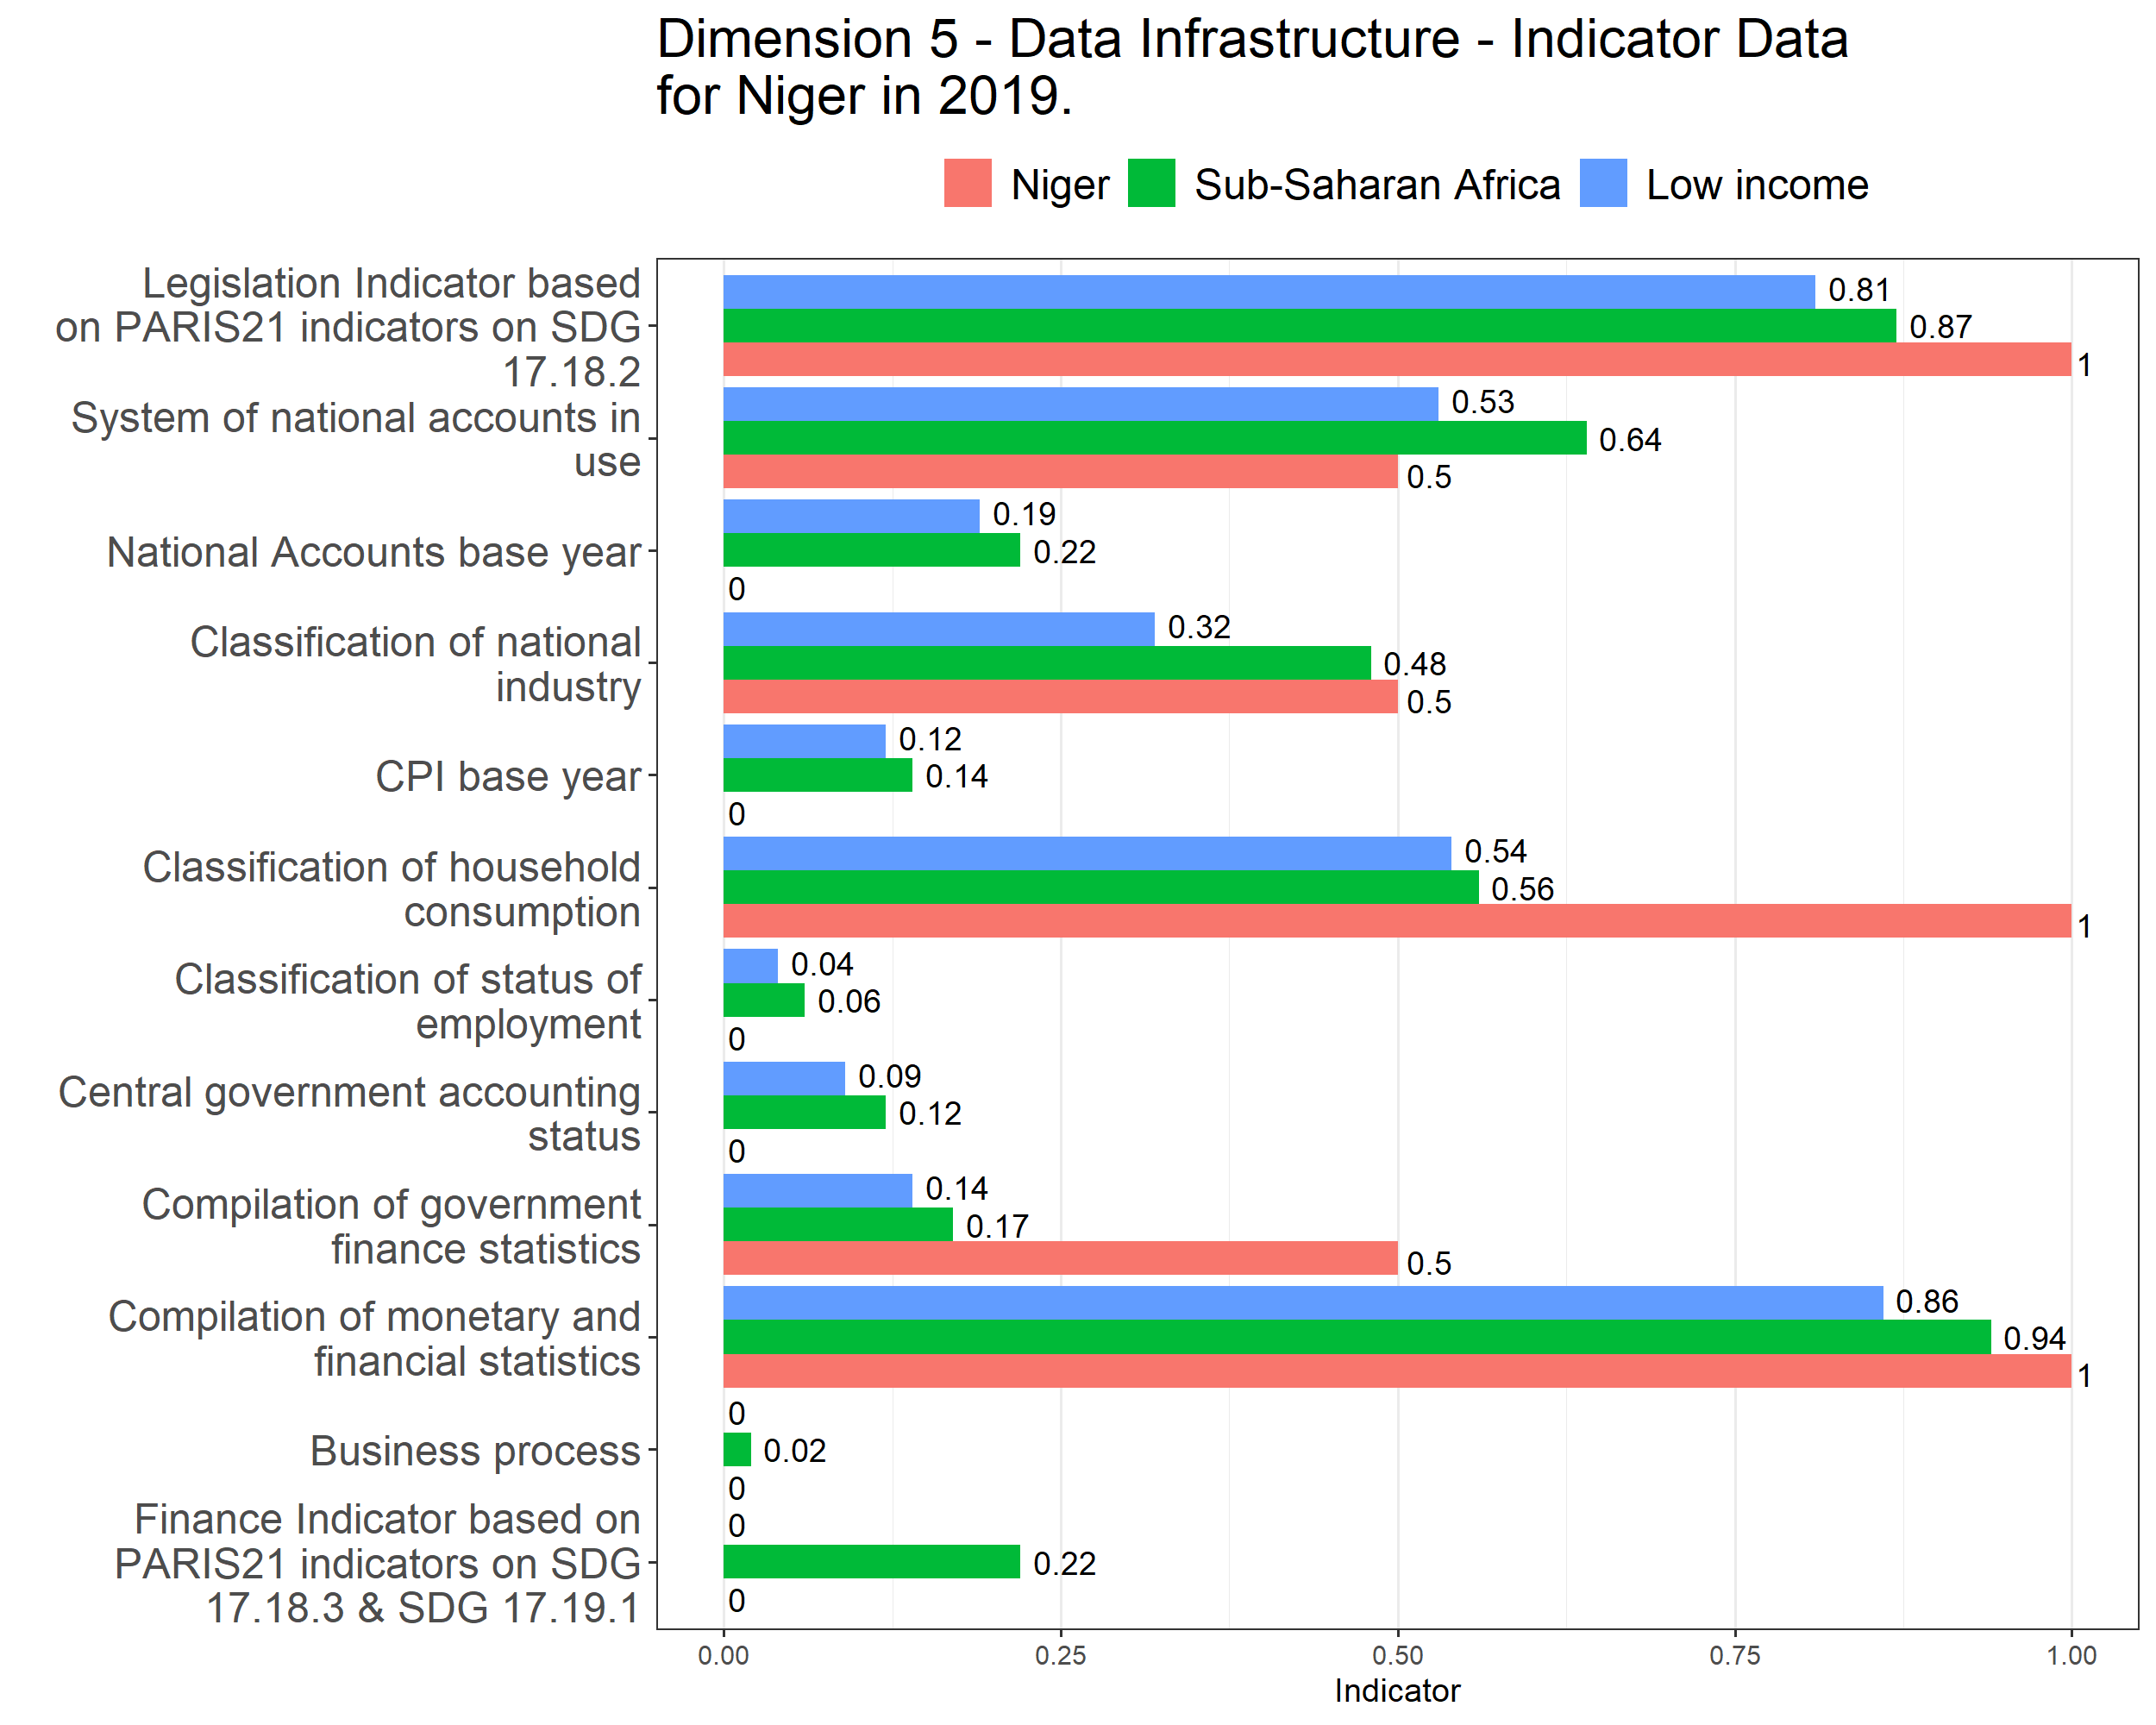 Dimension 5 - Data Infrastructure - Indicator Data
for Niger in 2019.
Niger Sub-Saharan Africa Low income
Legislation Indicator based
on PARIS21 indicators on SDG
17.18.2
0.81
0.87
1
System of national accounts in
use
0.53
0.64
0.5
National Accounts base year
0.19
0.22
0
Classification of national
industry
0.32
0.48
0.5
CPI base year
0.12
0.14
0
Classification of household
consumption
0.54
0.56
1
Classification of status of
employment
0.04
0.06
0
Central government accounting
status
0.09
0.12
0
Compilation of government
finance statistics
0.14
0.17
0.5
Compilation of monetary and
financial statistics
0.86
0.94
1
Business process
0
0.02
0
Finance Indicator based on
PARIS21 indicators on SDG
17.18.3 & SDG 17.19.1
0
0.22
0
0.00 0.25 0.50 0.75 1.00
Indicator